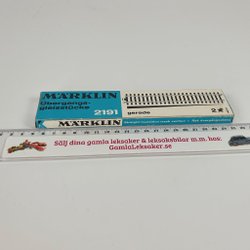 MÄRKLIN
Übergangs-
gleisstücke
2191
gerade
2
MÄRKLIN
Sälj dina gamla leksaker & leksaksbilar m.m. hos.
GamlaLeksaker.se